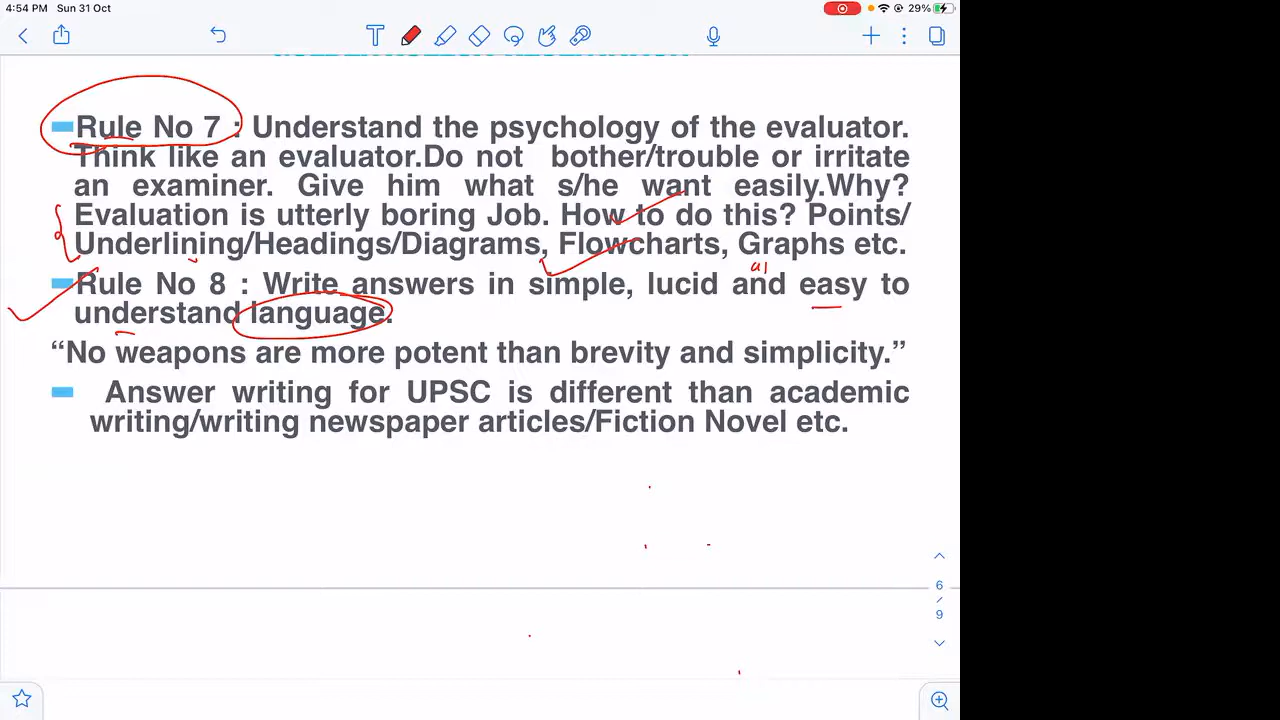 4:54 PM Sun 31 Oct
29%
Rule No 7 : Understand the psychology of the evaluator.
Think like an evaluator.Do not bother/trouble or irritate
an examiner. Give him what s/he want easily.Why?
Evaluation is utterly boring Job. How to do this? Points/
Underlining/Headings/Diagrams, Flowcharts, Graphs etc.
Rule No 8 : Write answers in simple, lucid and easy to
understand language.
“No weapons are more potent than brevity and simplicity.”
Answer writing for UPSC is different than academic
writing/writing newspaper articles/Fiction Novel etc.
6
/
9